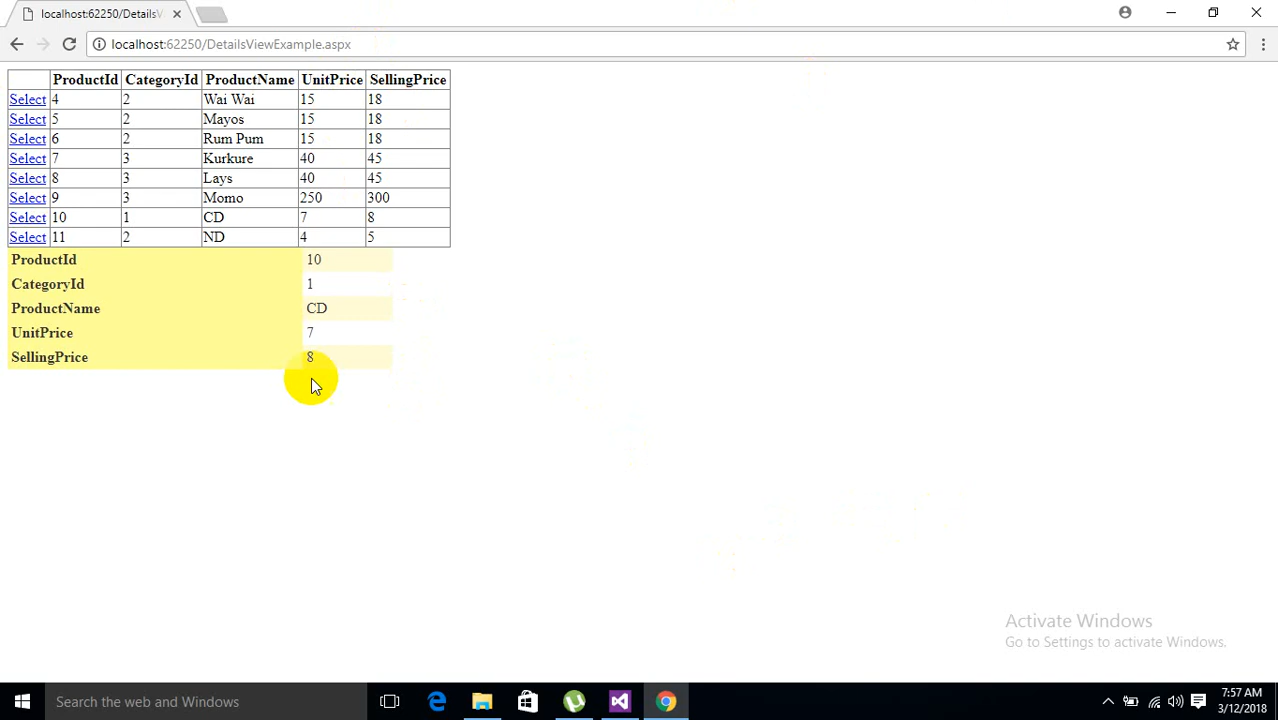 localhost:62250/DetailsV
localhost:62250/DetailsViewExample.aspx
ProductId CategoryId ProductName UnitPrice SellingPrice
Select 4 2 Wai Wai 15 18
Select 5 2 Mayos 15 18
Select 6 2 Rum Pum 15 18
Select 7 3 Kurkure 40 45
Select 8 3 Lays 40 45
Select 9 3 Momo 250 300
Select 10 1 CD 7 8
Select 11 2 ND 4 5
ProductId 10
CategoryId 1
ProductName CD
UnitPrice 7
SellingPrice 8
Activate Windows
Go to Settings to activate Windows.
Search the web and Windows
7:57 AM
3/12/2018